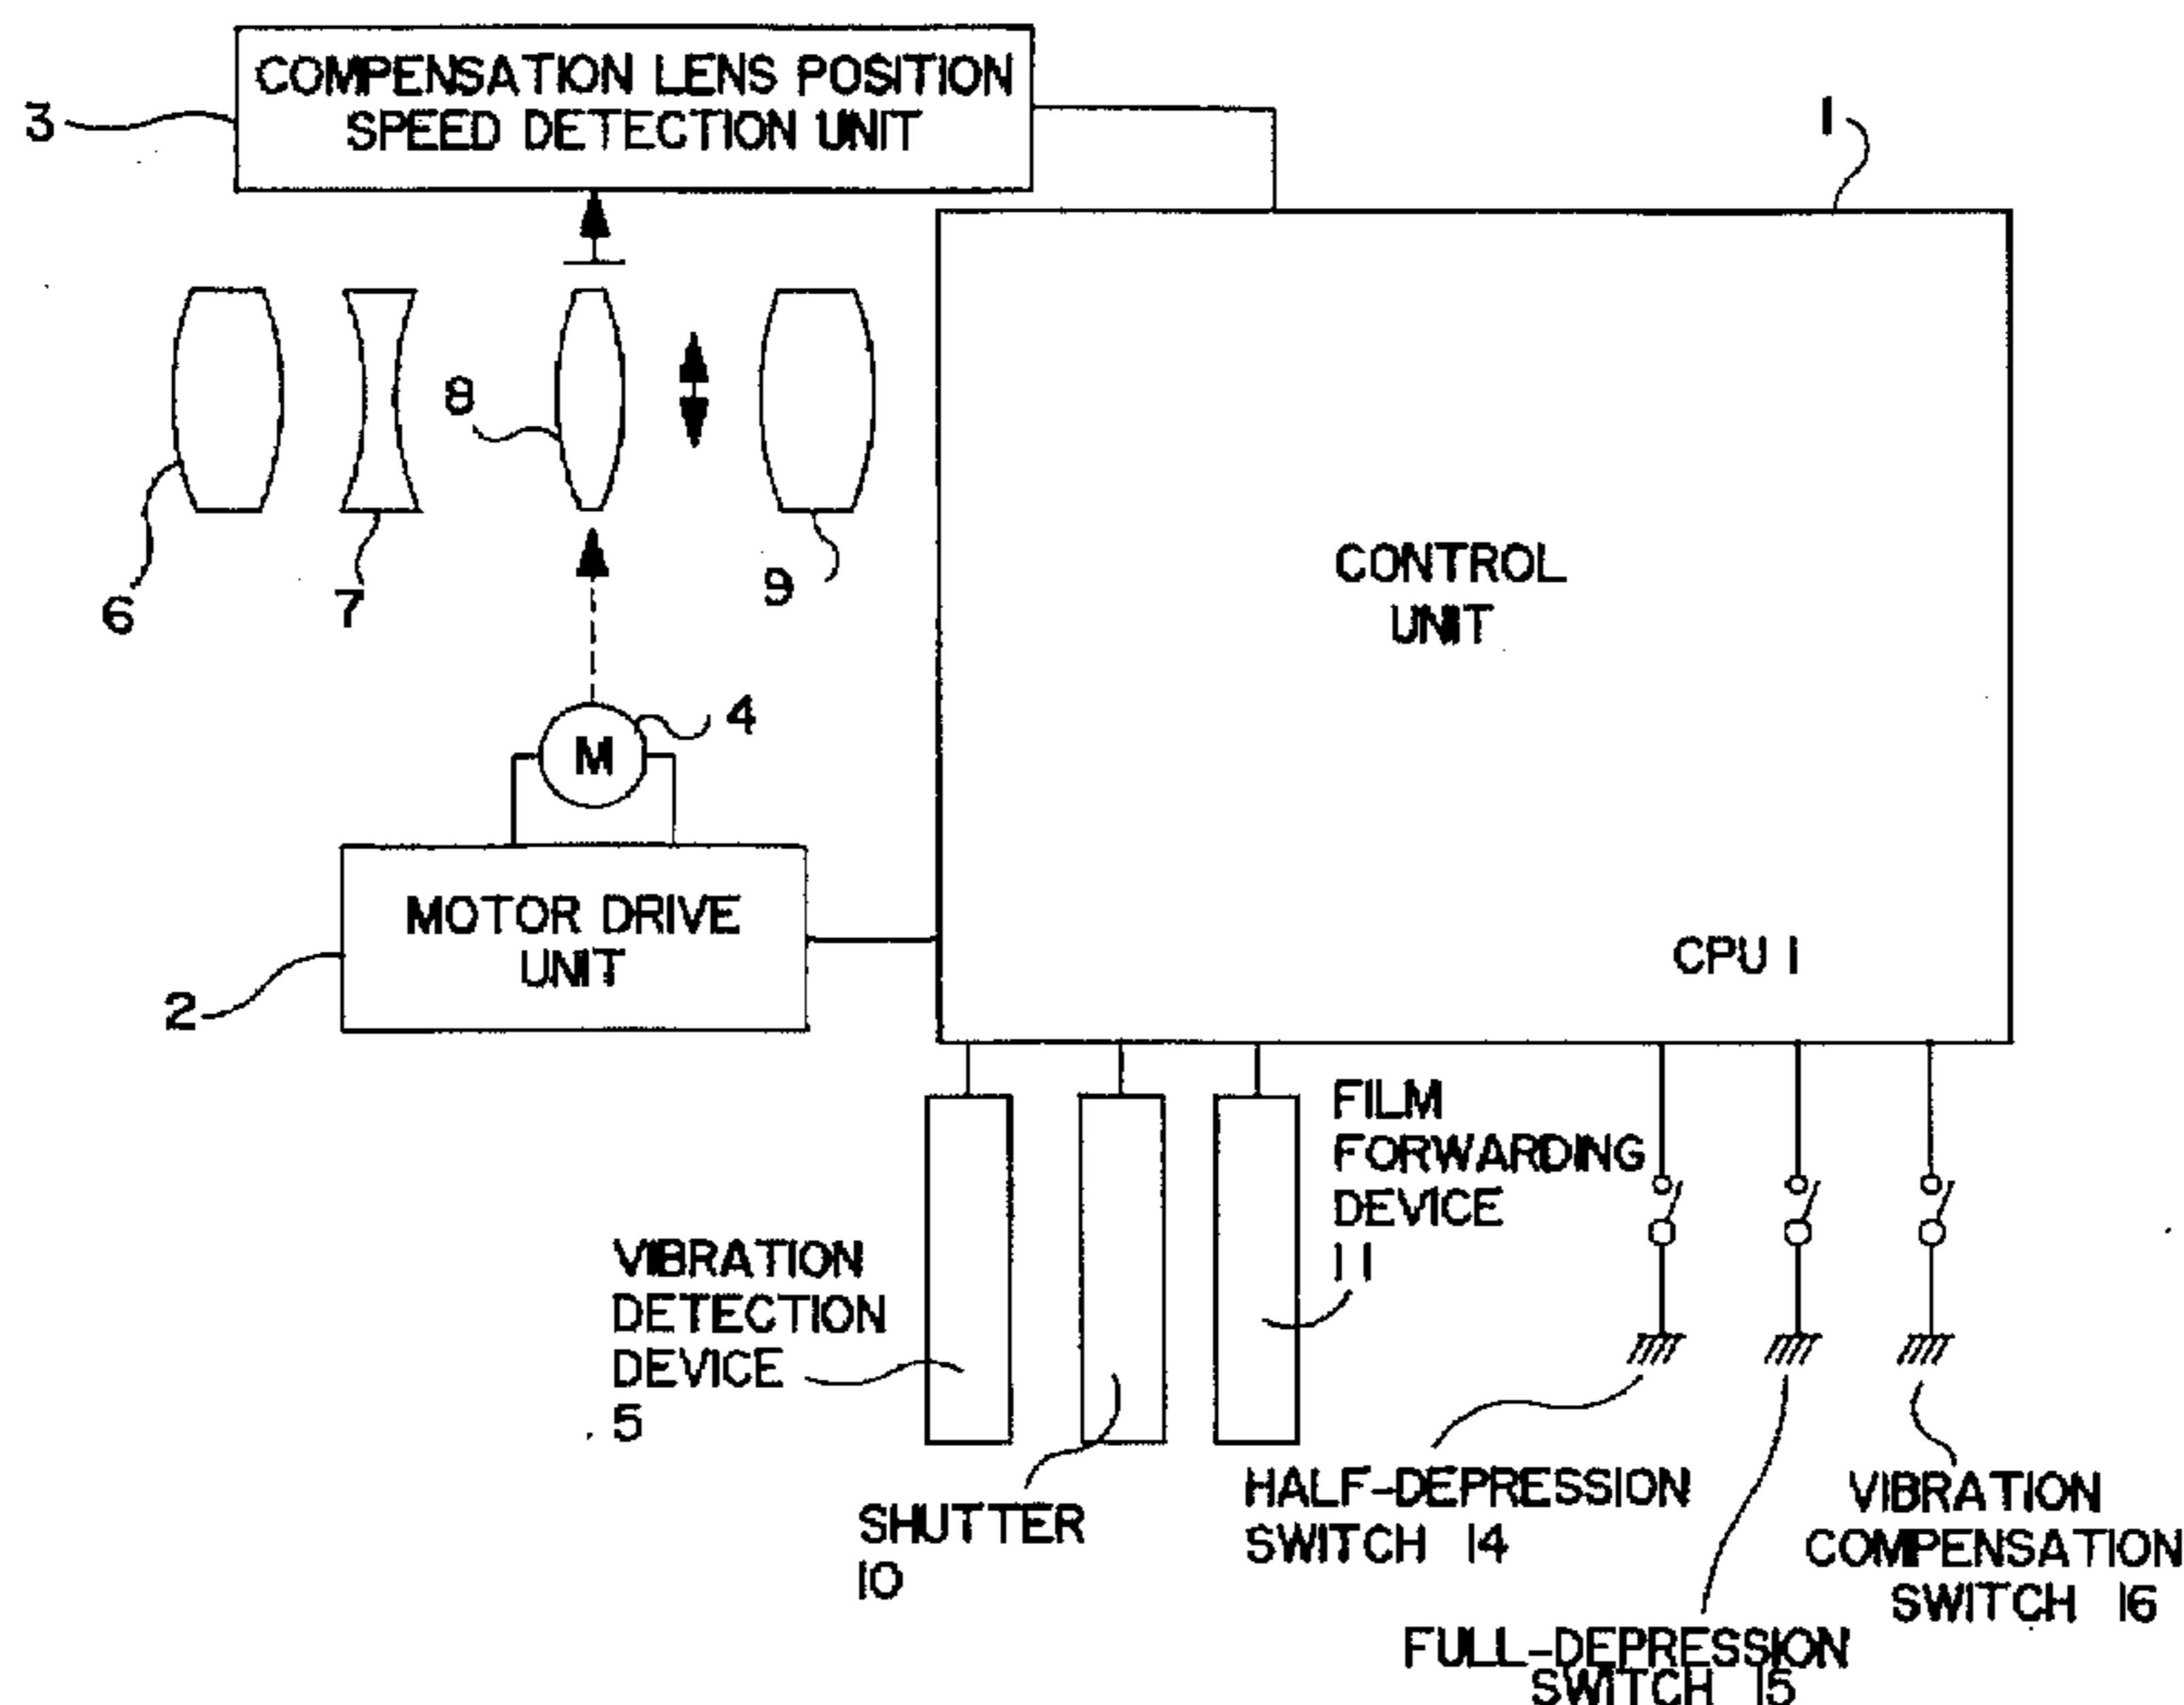 COMPENSATION LENS POSITION
SPEED DETECTION UNIT
3
1
8
6
7
9
CONTROL
UNIT
4
M
MOTOR DRIVE
UNIT
CPU 1
2
FILM
FORWARDING
DEVICE
11
VIBRATION
DETECTION
DEVICE
5
SHUTTER
10
HALF-DEPRESSION
SWITCH 14
VIBRATION
COMPENSATION
SWITCH 16
FULL-DEPRESSION
SWITCH 15